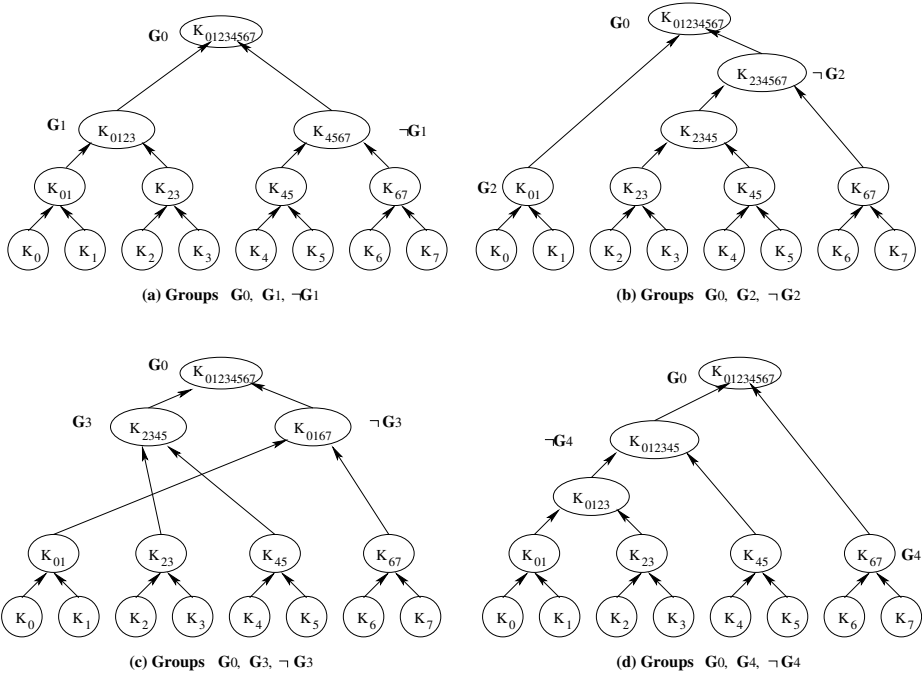 G0 K01234567
G1 K0123 K4567 ¬G1
K01 K23 K45 K67
K0 K1 K2 K3 K4 K5 K6 K7
(a) Groups G0, G1, ¬G1
G0 K01234567
K234567 ¬G2
K2345
G2 K01 K23 K45 K67
K0 K1 K2 K3 K4 K5 K6 K7
(b) Groups G0, G2, ¬G2
G0 K01234567
G3 K2345 K0167 ¬G3
K01 K23 K45 K67
K0 K1 K2 K3 K4 K5 K6 K7
(c) Groups G0, G3, ¬G3
G0 K01234567
¬G4 K012345
K0123
K01 K23 K45 K67 G4
K0 K1 K2 K3 K4 K5 K6 K7
(d) Groups G0, G4, ¬G4